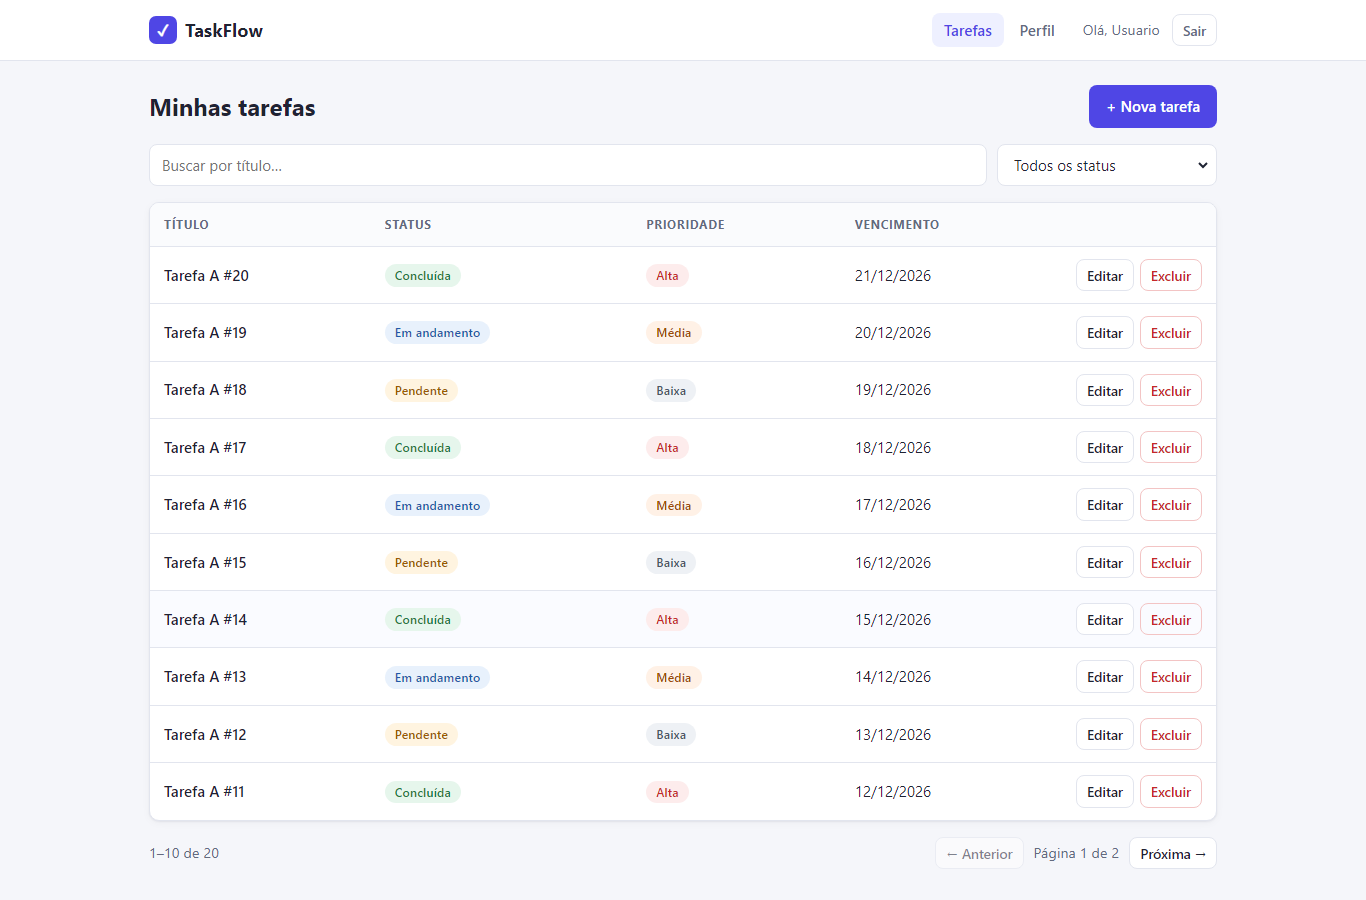 ✓ TaskFlow Tarefas Perfil Olá, Usuario Sair
Minhas tarefas + Nova tarefa
Buscar por título... Todos os status
TÍTULO STATUS PRIORIDADE VENCIMENTO
Tarefa A #20 Concluída Alta 21/12/2026 Editar Excluir
Tarefa A #19 Em andamento Média 20/12/2026 Editar Excluir
Tarefa A #18 Pendente Baixa 19/12/2026 Editar Excluir
Tarefa A #17 Concluída Alta 18/12/2026 Editar Excluir
Tarefa A #16 Em andamento Média 17/12/2026 Editar Excluir
Tarefa A #15 Pendente Baixa 16/12/2026 Editar Excluir
Tarefa A #14 Concluída Alta 15/12/2026 Editar Excluir
Tarefa A #13 Em andamento Média 14/12/2026 Editar Excluir
Tarefa A #12 Pendente Baixa 13/12/2026 Editar Excluir
Tarefa A #11 Concluída Alta 12/12/2026 Editar Excluir
1–10 de 20 ← Anterior Página 1 de 2 Próxima →